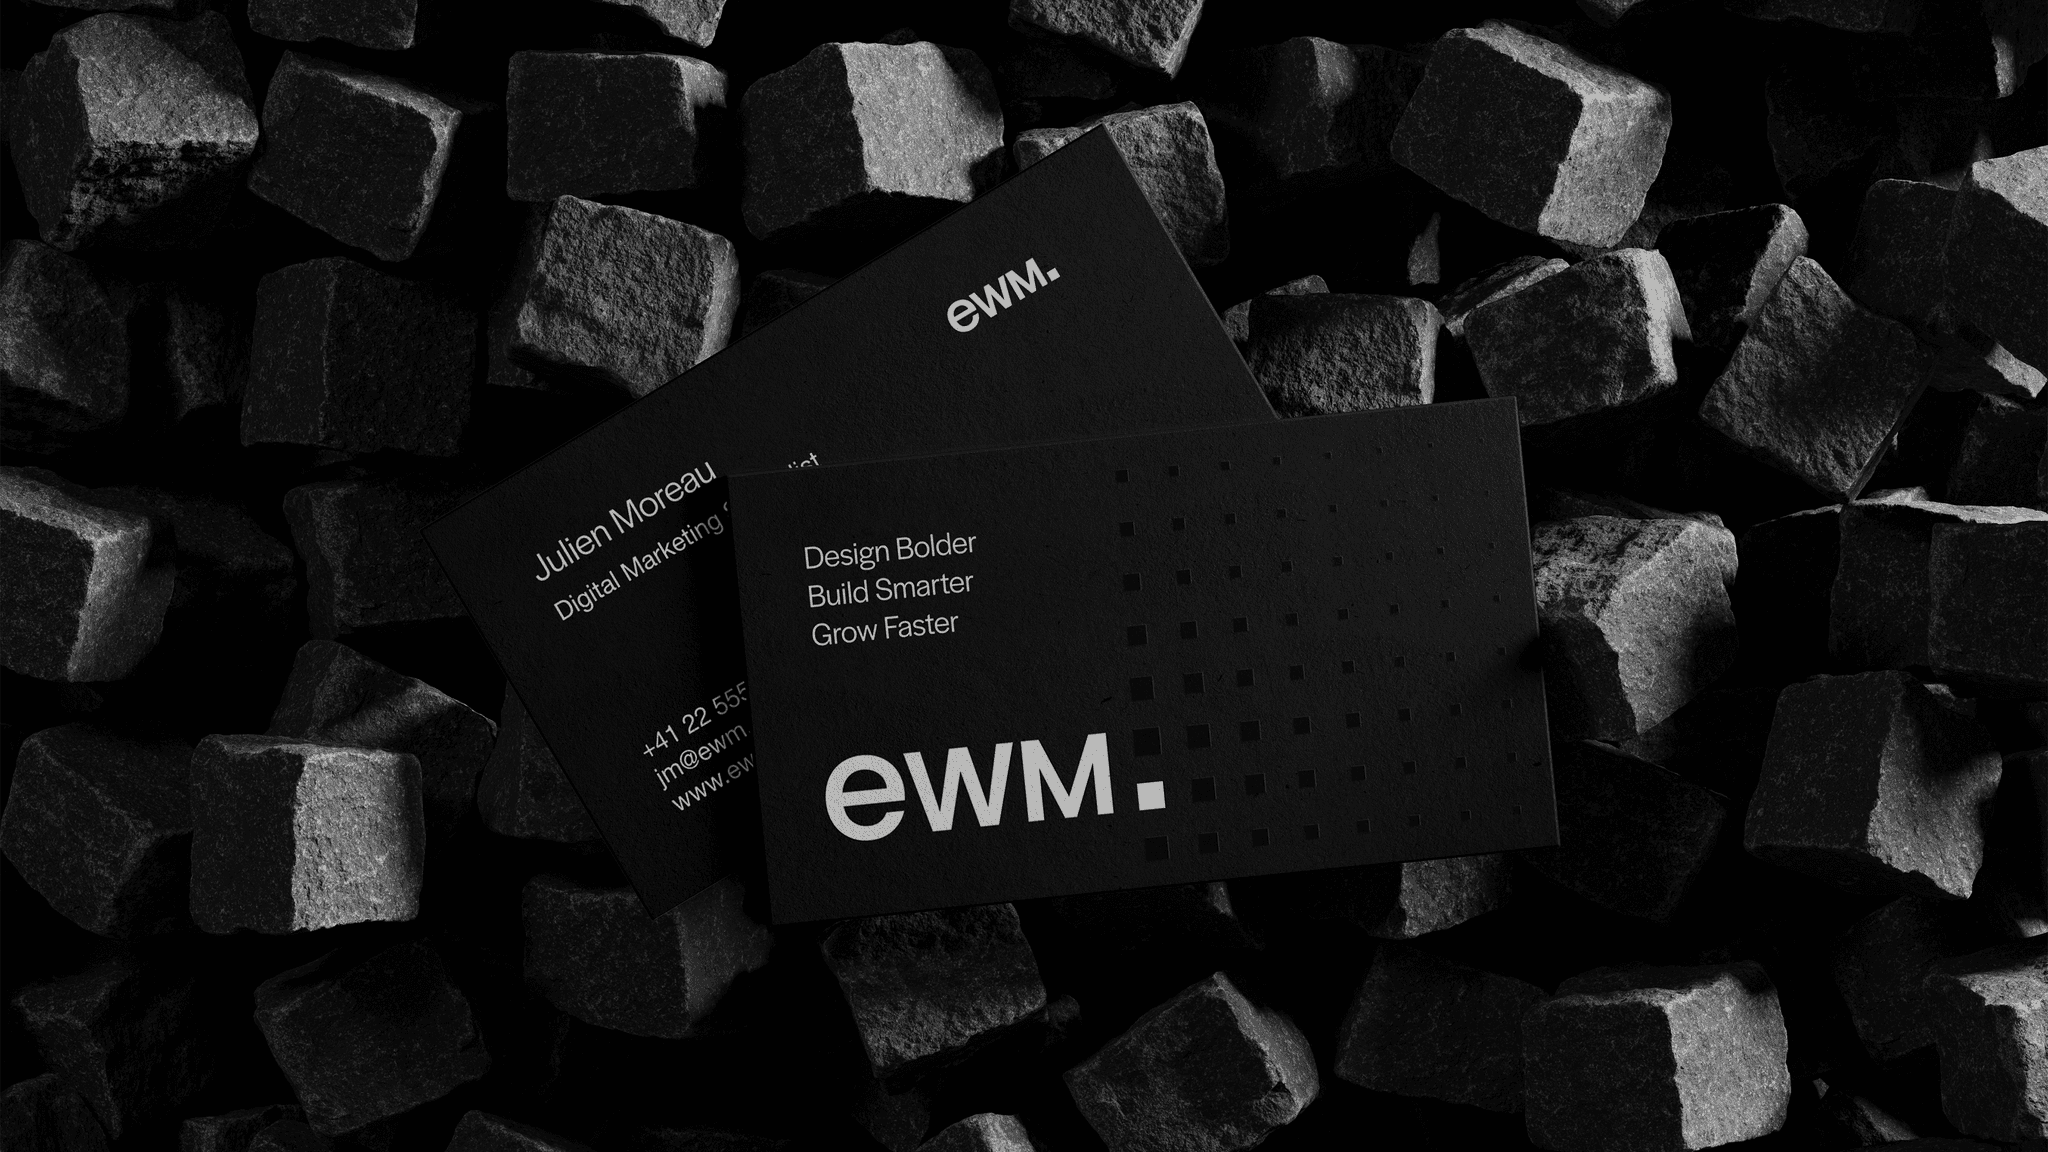 ewm.
Julien Moreau
Digital Marketing
+41 22 555
jm@ewm
www.ew
Design Bolder
Build Smarter
Grow Faster
ewm.